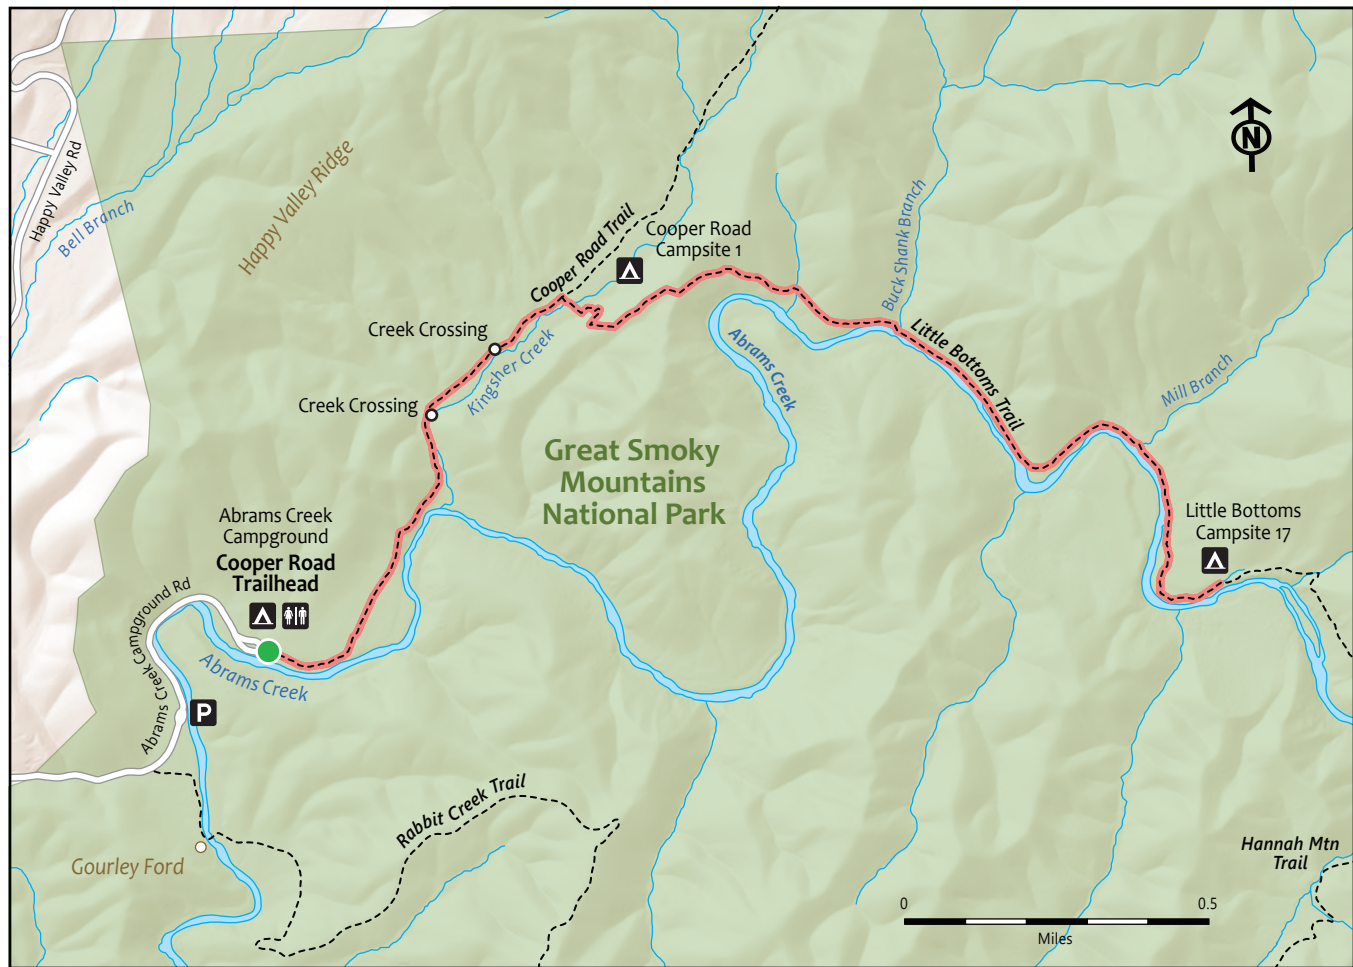 N
Happy Valley Rd
Bell Branch
Happy Valley Ridge
Cooper Road Trail
Cooper Road
Campsite 1
Buck Shank Branch
Creek Crossing
Kingsher Creek
Creek Crossing
Abrams Creek
Little Bottoms Trail
Mill Branch
Great Smoky
Mountains
National Park
Abrams Creek
Campground
Cooper Road
Trailhead
Little Bottoms
Campsite 17
Abrams Creek Campground Rd
Abrams Creek
P
Rabbit Creek Trail
Gourley Ford
Hannah Mtn
Trail
0 0.5
Miles